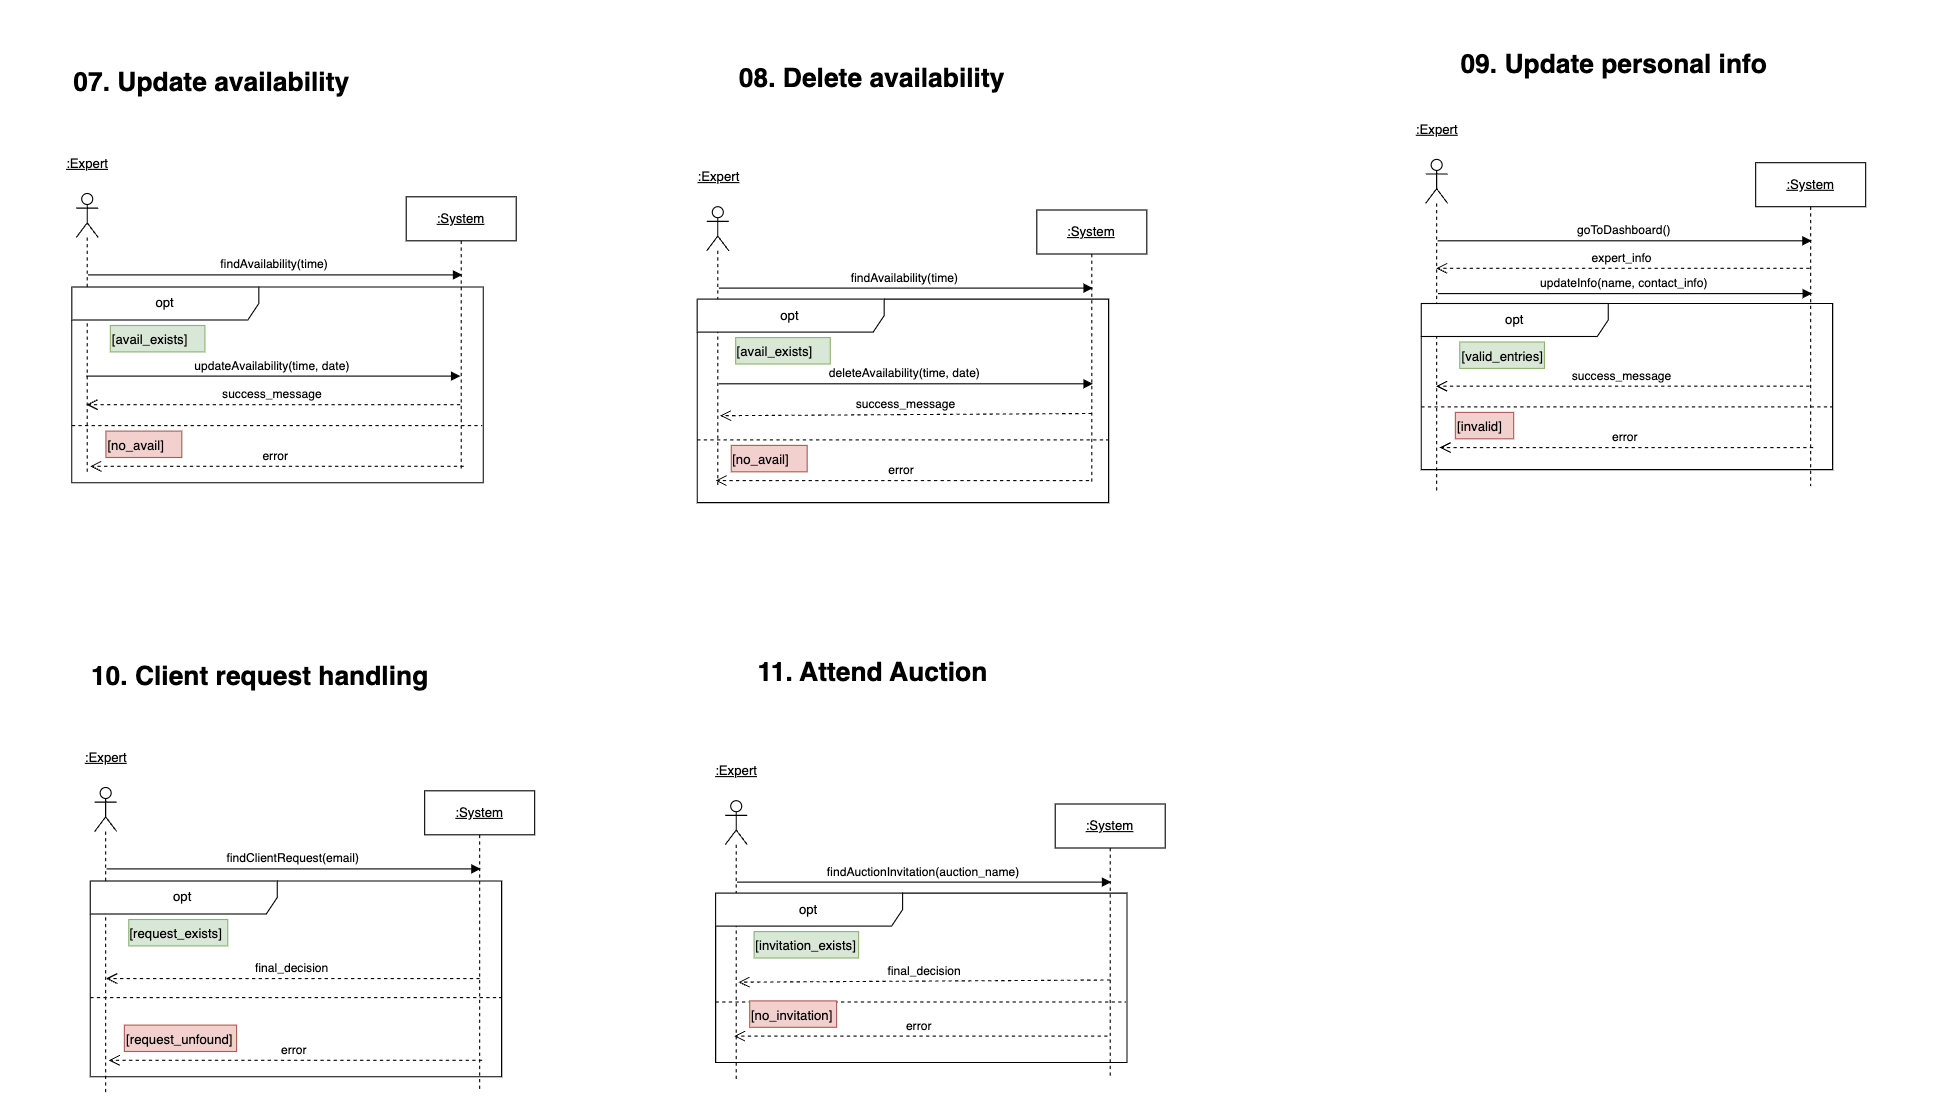 07. Update availability
:Expert
:System
findAvailability(time)
opt
[avail_exists]
updateAvailability(time, date)
success_message
[no_avail]
error
08. Delete availability
:Expert
:System
findAvailability(time)
opt
[avail_exists]
deleteAvailability(time, date)
success_message
[no_avail]
error
09. Update personal info
:Expert
:System
goToDashboard()
expert_info
updateInfo(name, contact_info)
opt
[valid_entries]
success_message
[invalid]
error
10. Client request handling
:Expert
:System
findClientRequest(email)
opt
[request_exists]
final_decision
[request_unfound]
error
11. Attend Auction
:Expert
:System
findAuctionInvitation(auction_name)
opt
[invitation_exists]
final_decision
[no_invitation]
error